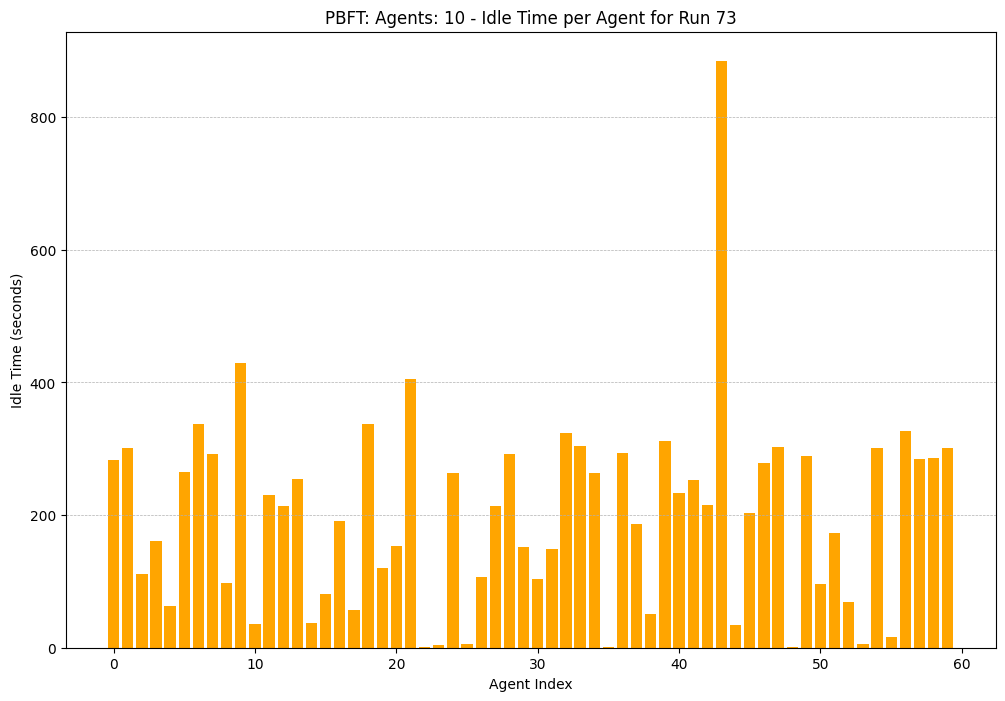 PBFT: Agents: 10 - Idle Time per Agent for Run 73
Idle Time (seconds)
800
600
400
200
0
0 10 20 30 40 50 60
Agent Index